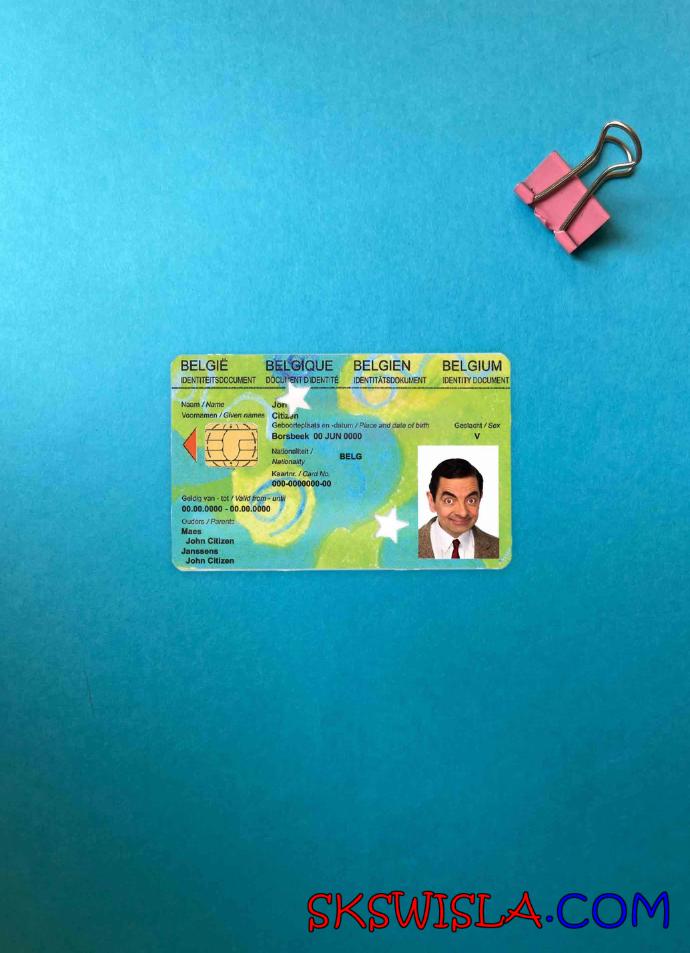 BELGIË BELGIQUE BELGIEN BELGIUM
IDENTITEITSDOCUMENT DOCUMENT D'IDENTITÉ IDENTITÄTSDOKUMENT IDENTITY DOCUMENT
Naam / Name Jon
Voornamen / Given names Citizen
Geboorteplaats en -datum / Place and date of birth Geslacht / Sex
Borsbeek 00 JUN 0000 V
Nationaliteit /
Nationality BELG
Kaartnr. / Card No.
000-0000000-00
Geldig van - tot / Valid from - until
00.00.0000 - 00.00.0000
Ouders / Parents
Maes
John Citizen
Janssens
John Citizen
SKSWISLA.COM